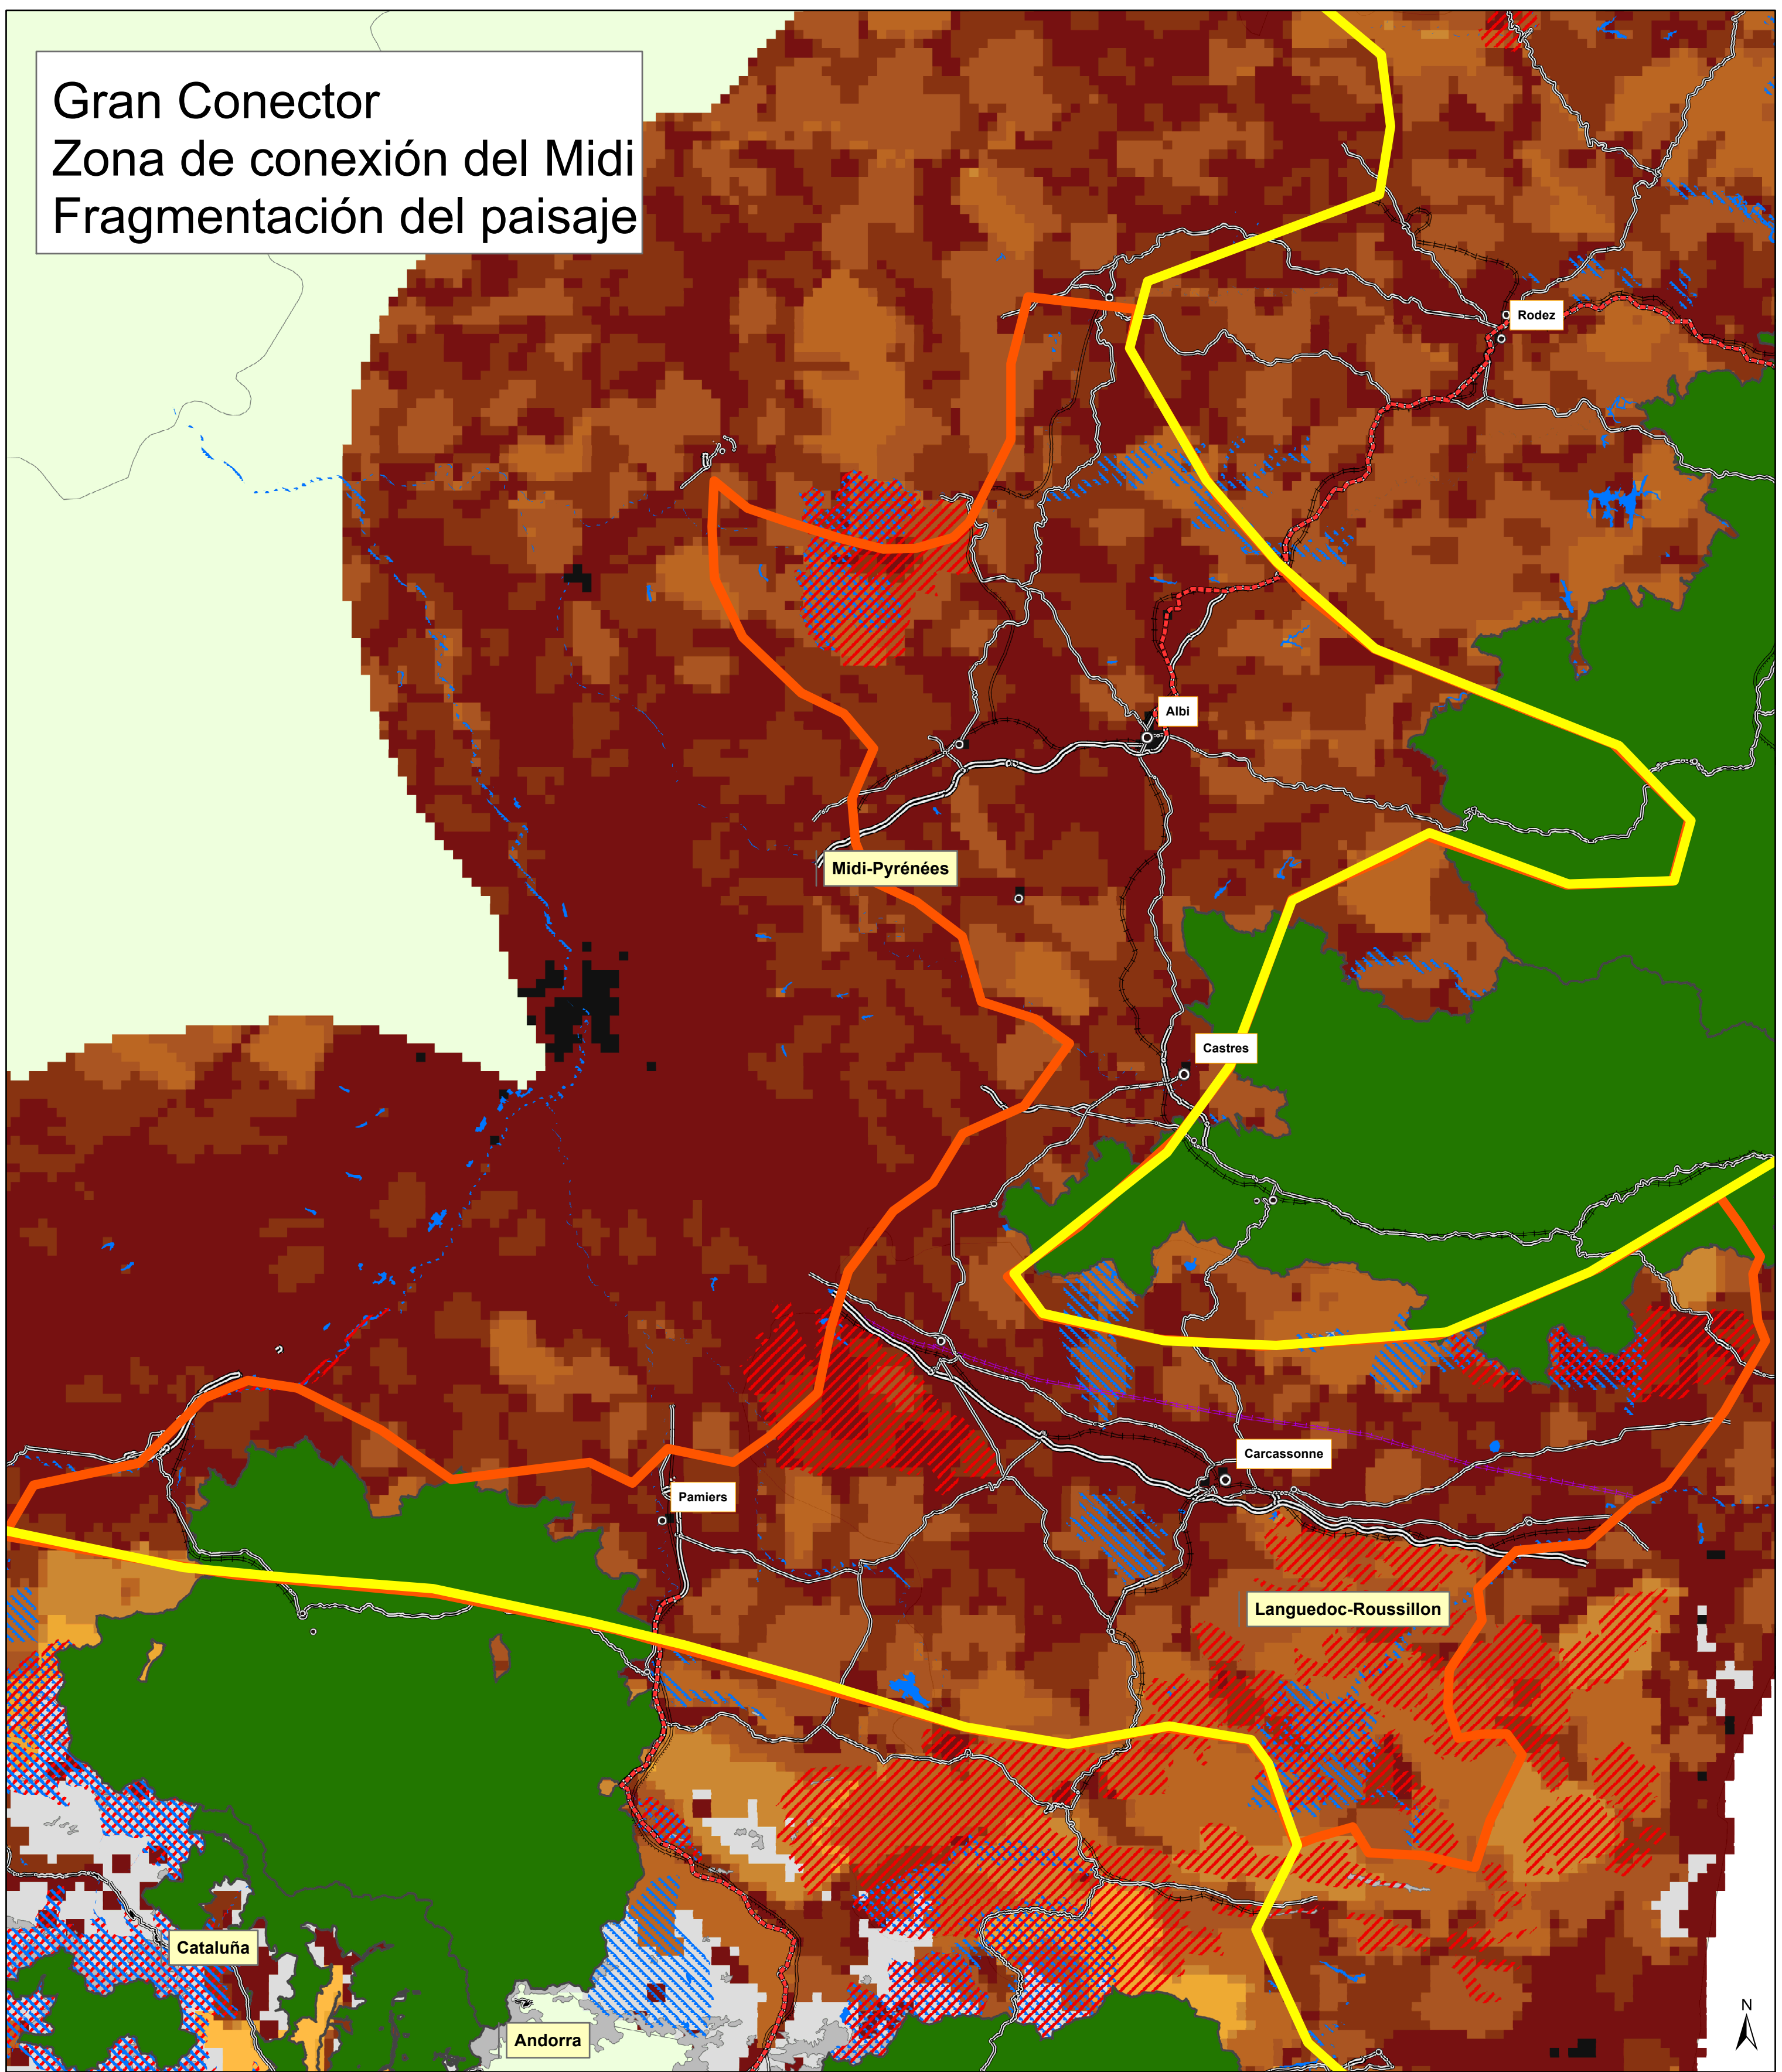 Gran Conector
Zona de conexión del Midi
Fragmentación del paisaje
Rodez
Albi
Midi-Pyrénées
Castres
Carcassonne
Pamiers
Languedoc-Roussillon
Cataluña
Andorra
N